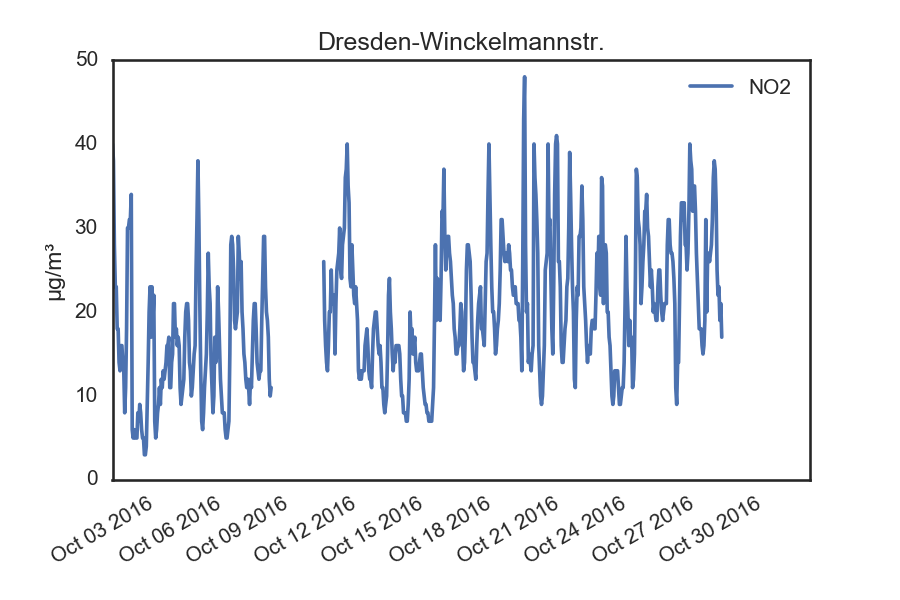 Dresden-Winckelmannstr.
50
NO2
40
30
µg/m³
20
10
0
Oct 03 2016
Oct 06 2016
Oct 09 2016
Oct 12 2016
Oct 15 2016
Oct 18 2016
Oct 21 2016
Oct 24 2016
Oct 27 2016
Oct 30 2016